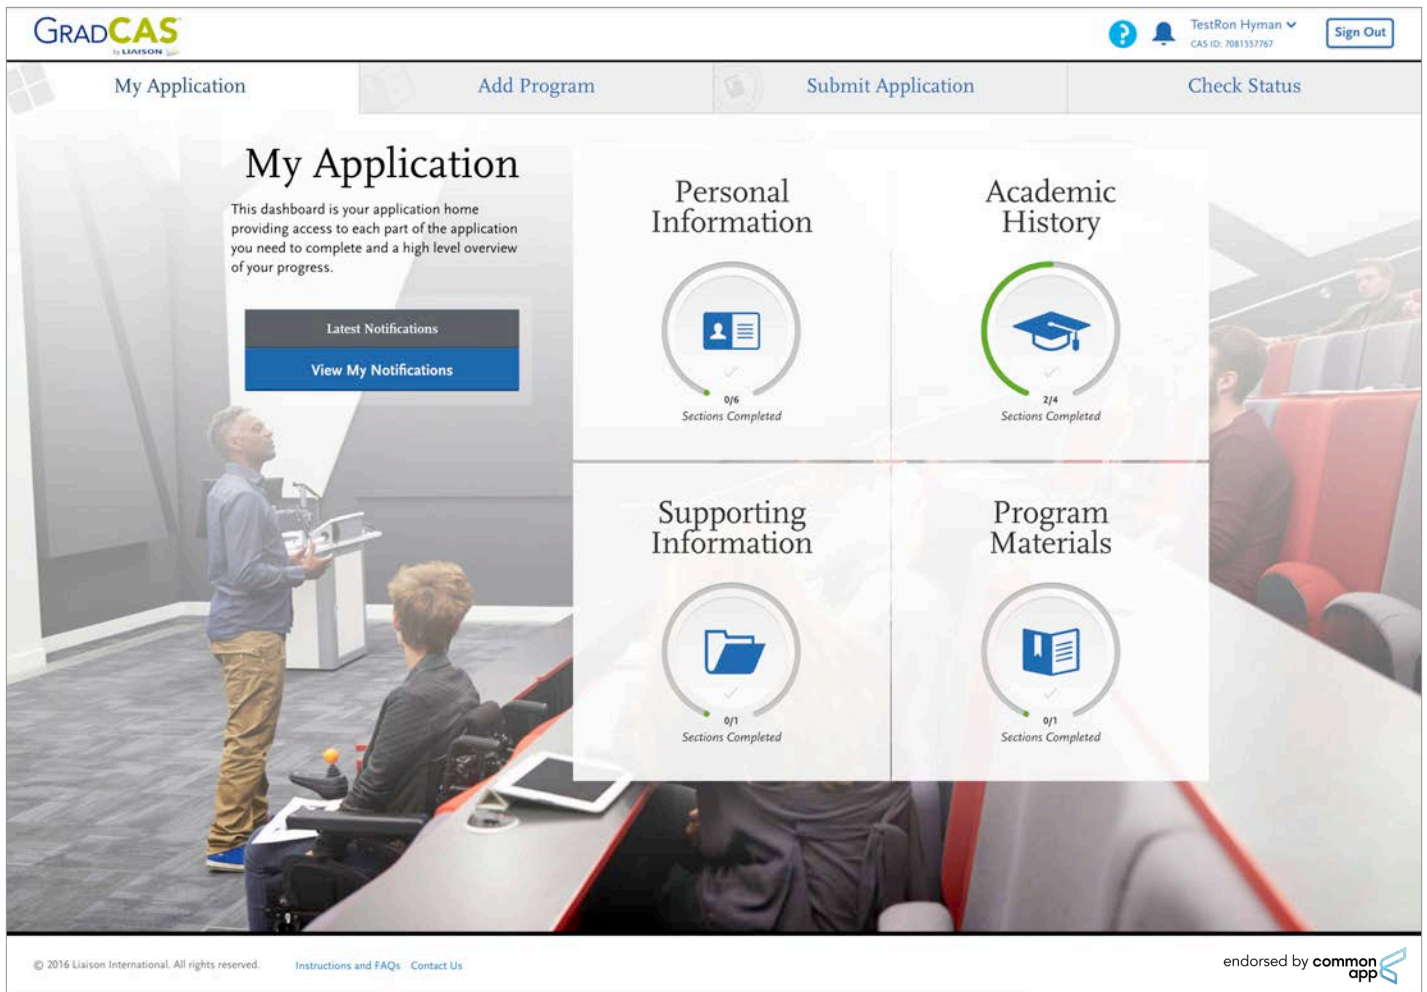 GRADCAS
by LIAISON
TestRon Hyman
CAS ID: 7081557767
Sign Out
My Application
Add Program
Submit Application
Check Status
My Application
This dashboard is your application home
providing access to each part of the application
you need to complete and a high level overview
of your progress.
Latest Notifications
View My Notifications
Personal
Information
0/6
Sections Completed
Academic
History
2/4
Sections Completed
Supporting
Information
0/1
Sections Completed
Program
Materials
0/1
Sections Completed
© 2016 Liaison International. All rights reserved.
Instructions and FAQs
Contact Us
endorsed by common
app